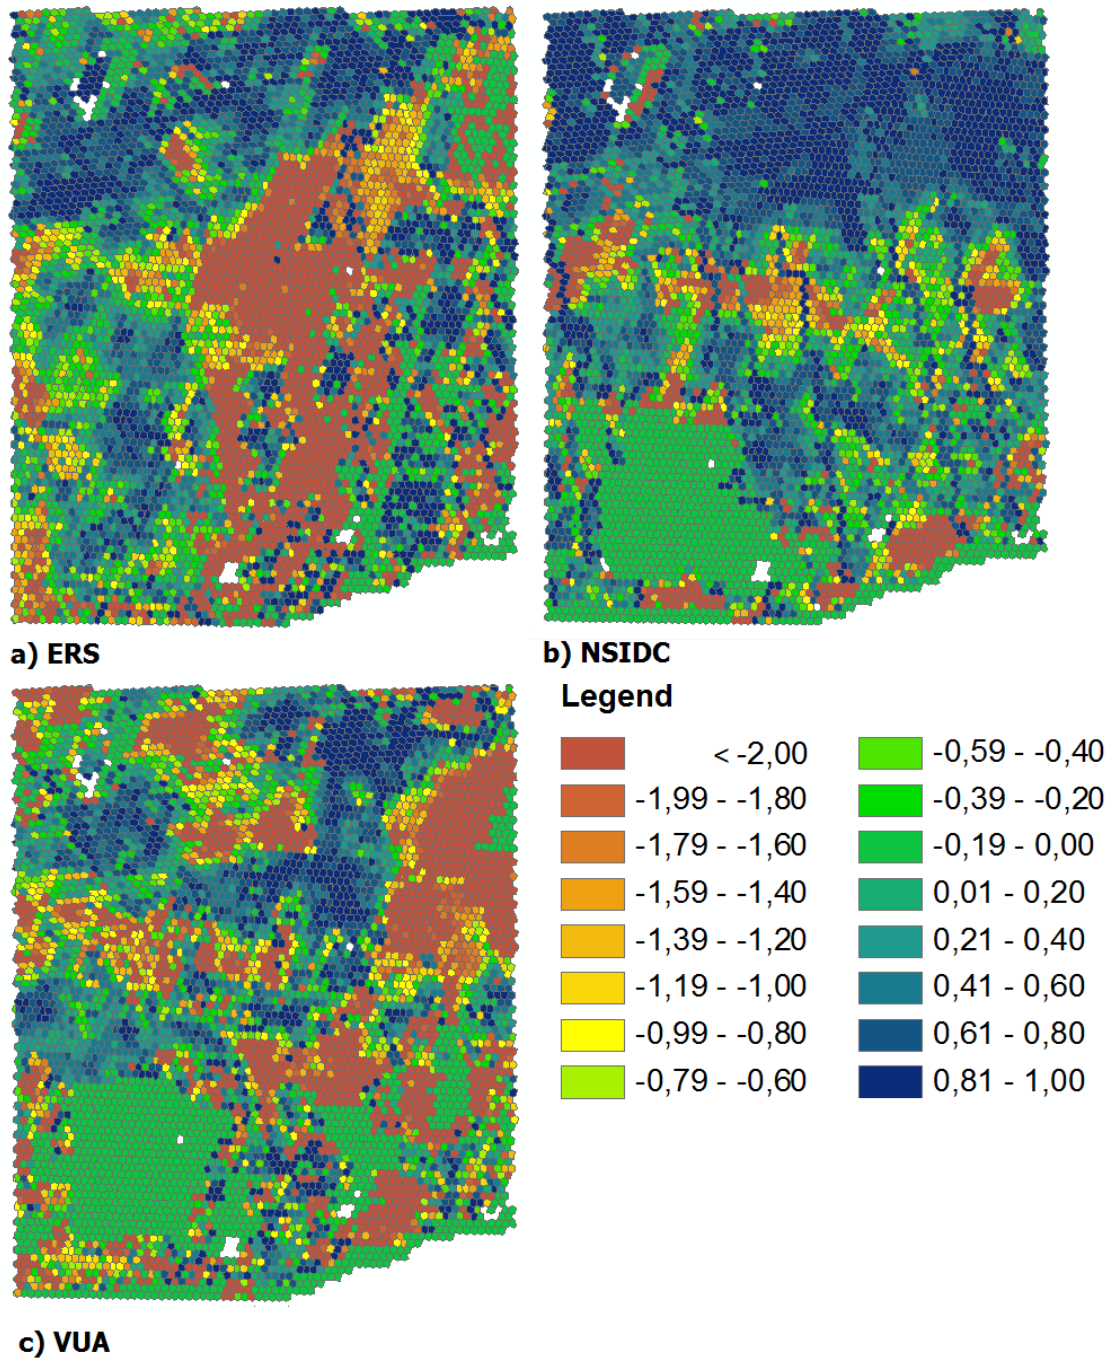 a) ERS
b) NSIDC
Legend
< -2,00
-1,99 - -1,80
-1,79 - -1,60
-1,59 - -1,40
-1,39 - -1,20
-1,19 - -1,00
-0,99 - -0,80
-0,79 - -0,60
-0,59 - -0,40
-0,39 - -0,20
-0,19 - 0,00
0,01 - 0,20
0,21 - 0,40
0,41 - 0,60
0,61 - 0,80
0,81 - 1,00
c) VUA